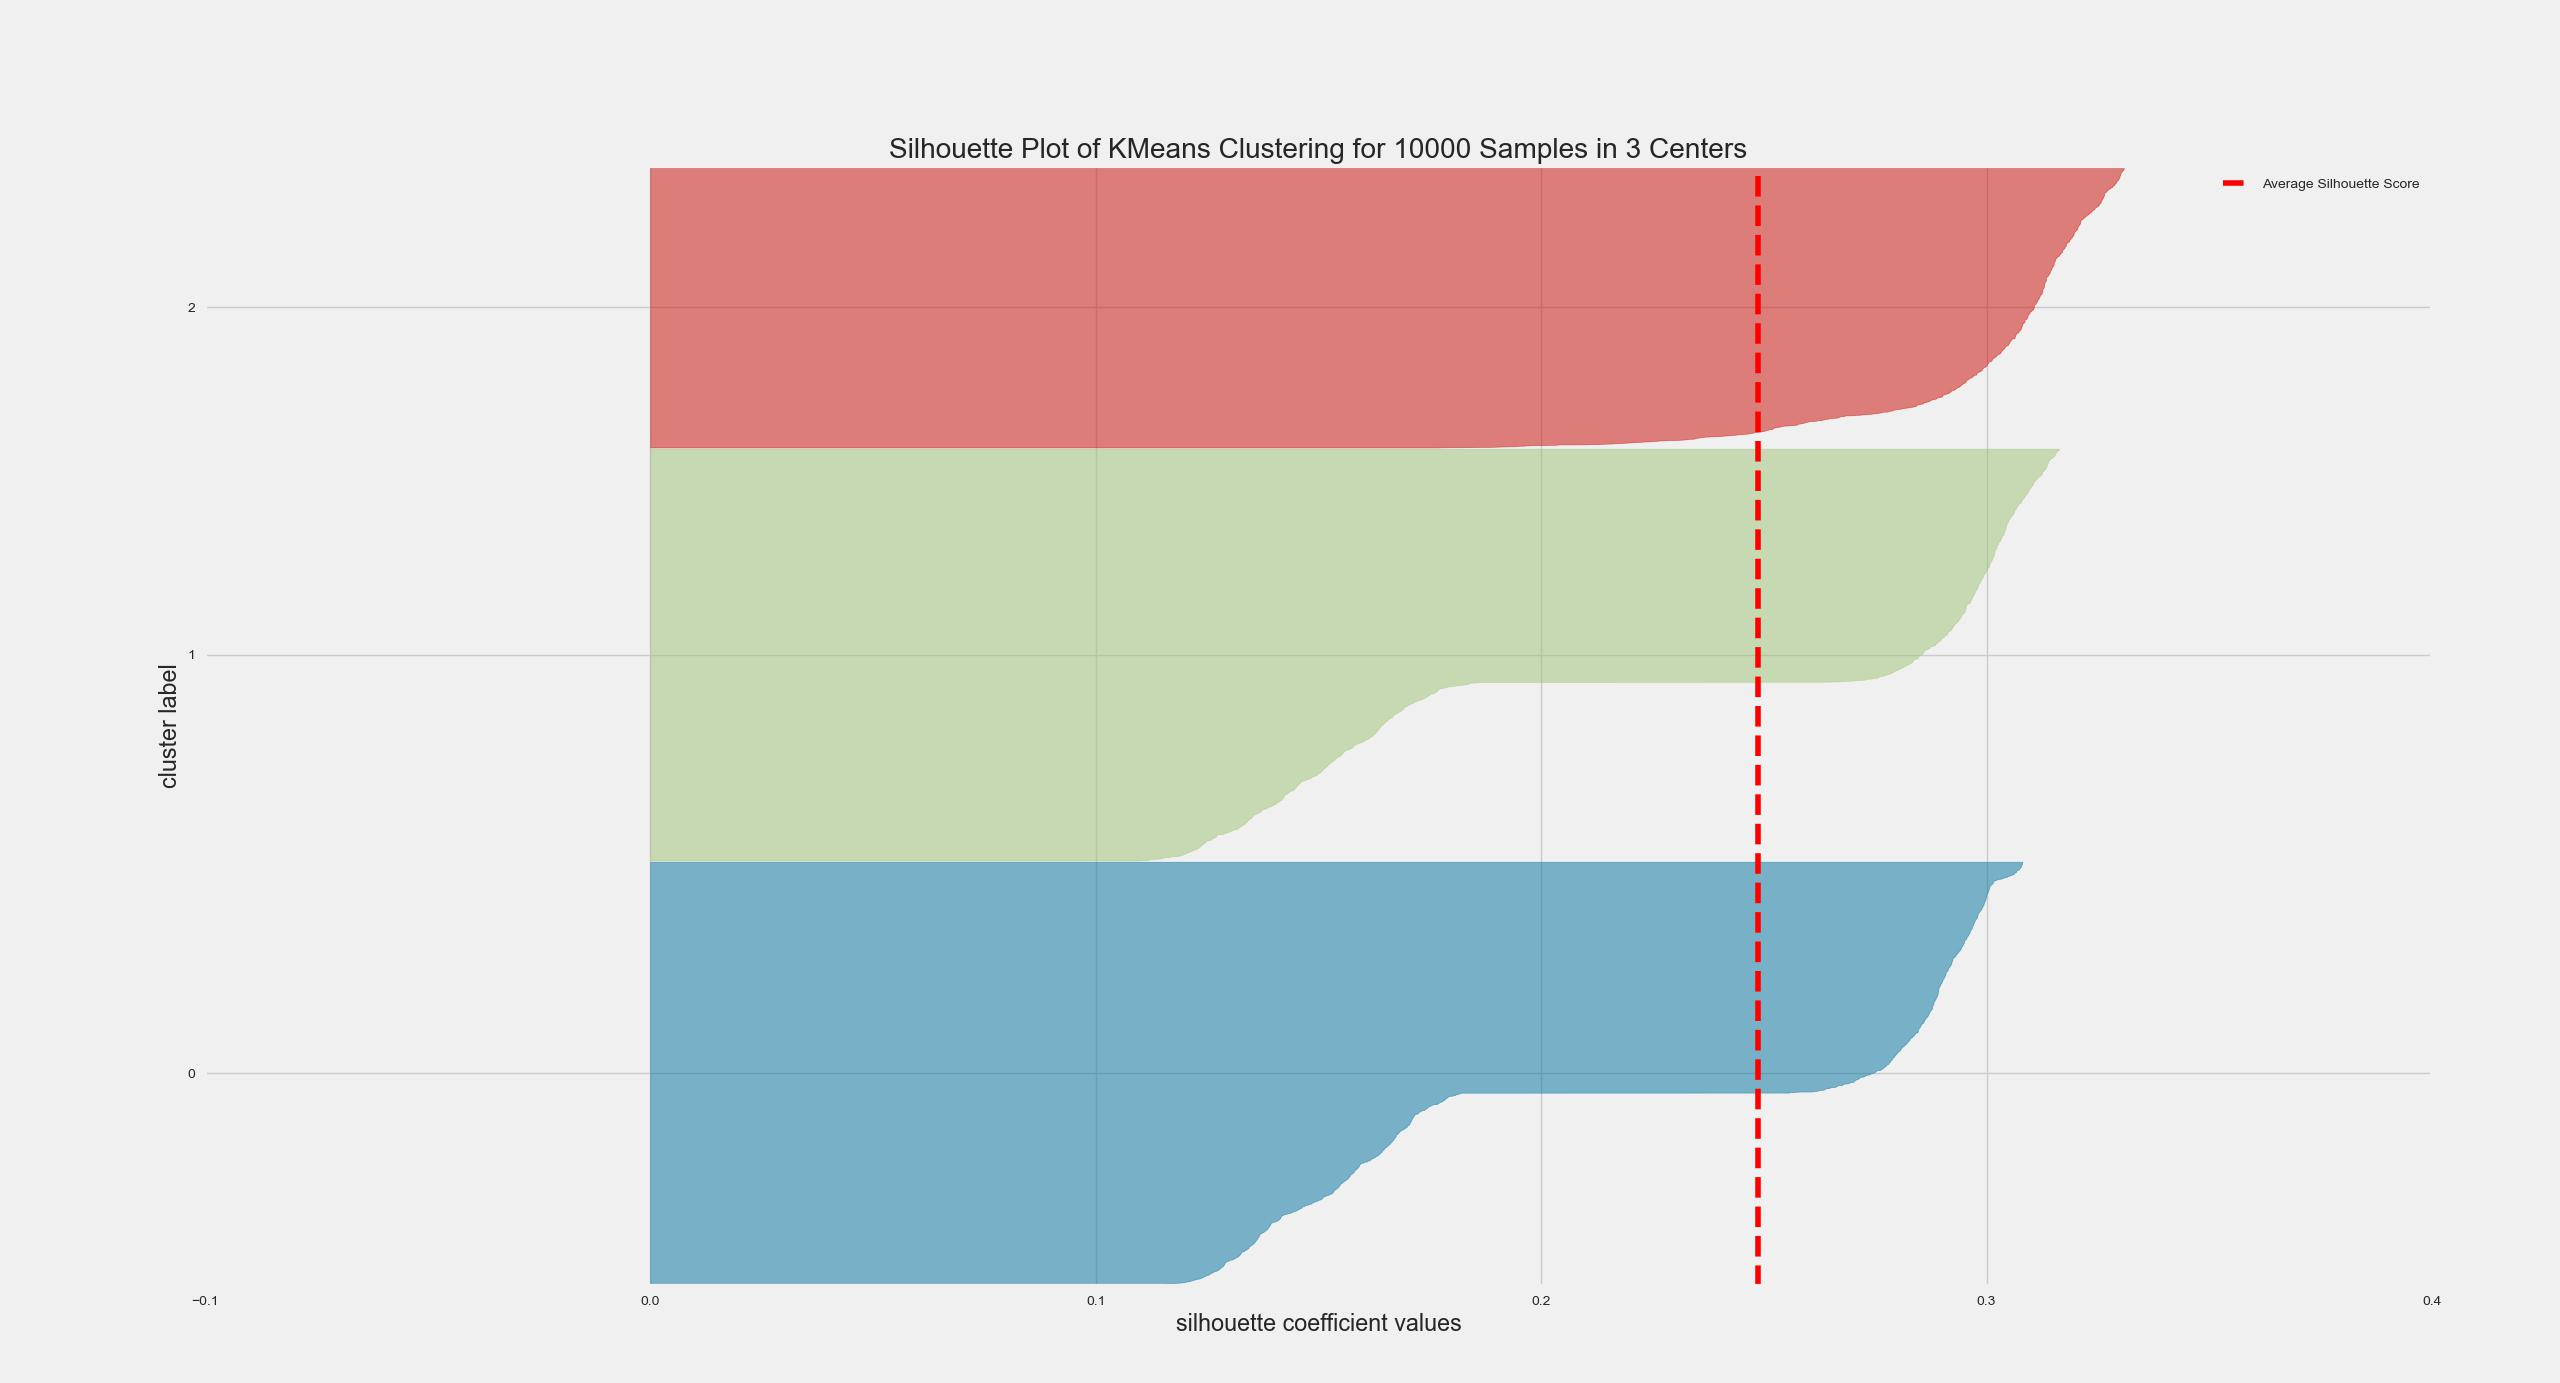 Silhouette Plot of KMeans Clustering for 10000 Samples in 3 Centers
Average Silhouette Score
2
1
0
cluster label
−0.1 0.0 0.1 0.2 0.3 0.4
silhouette coefficient values